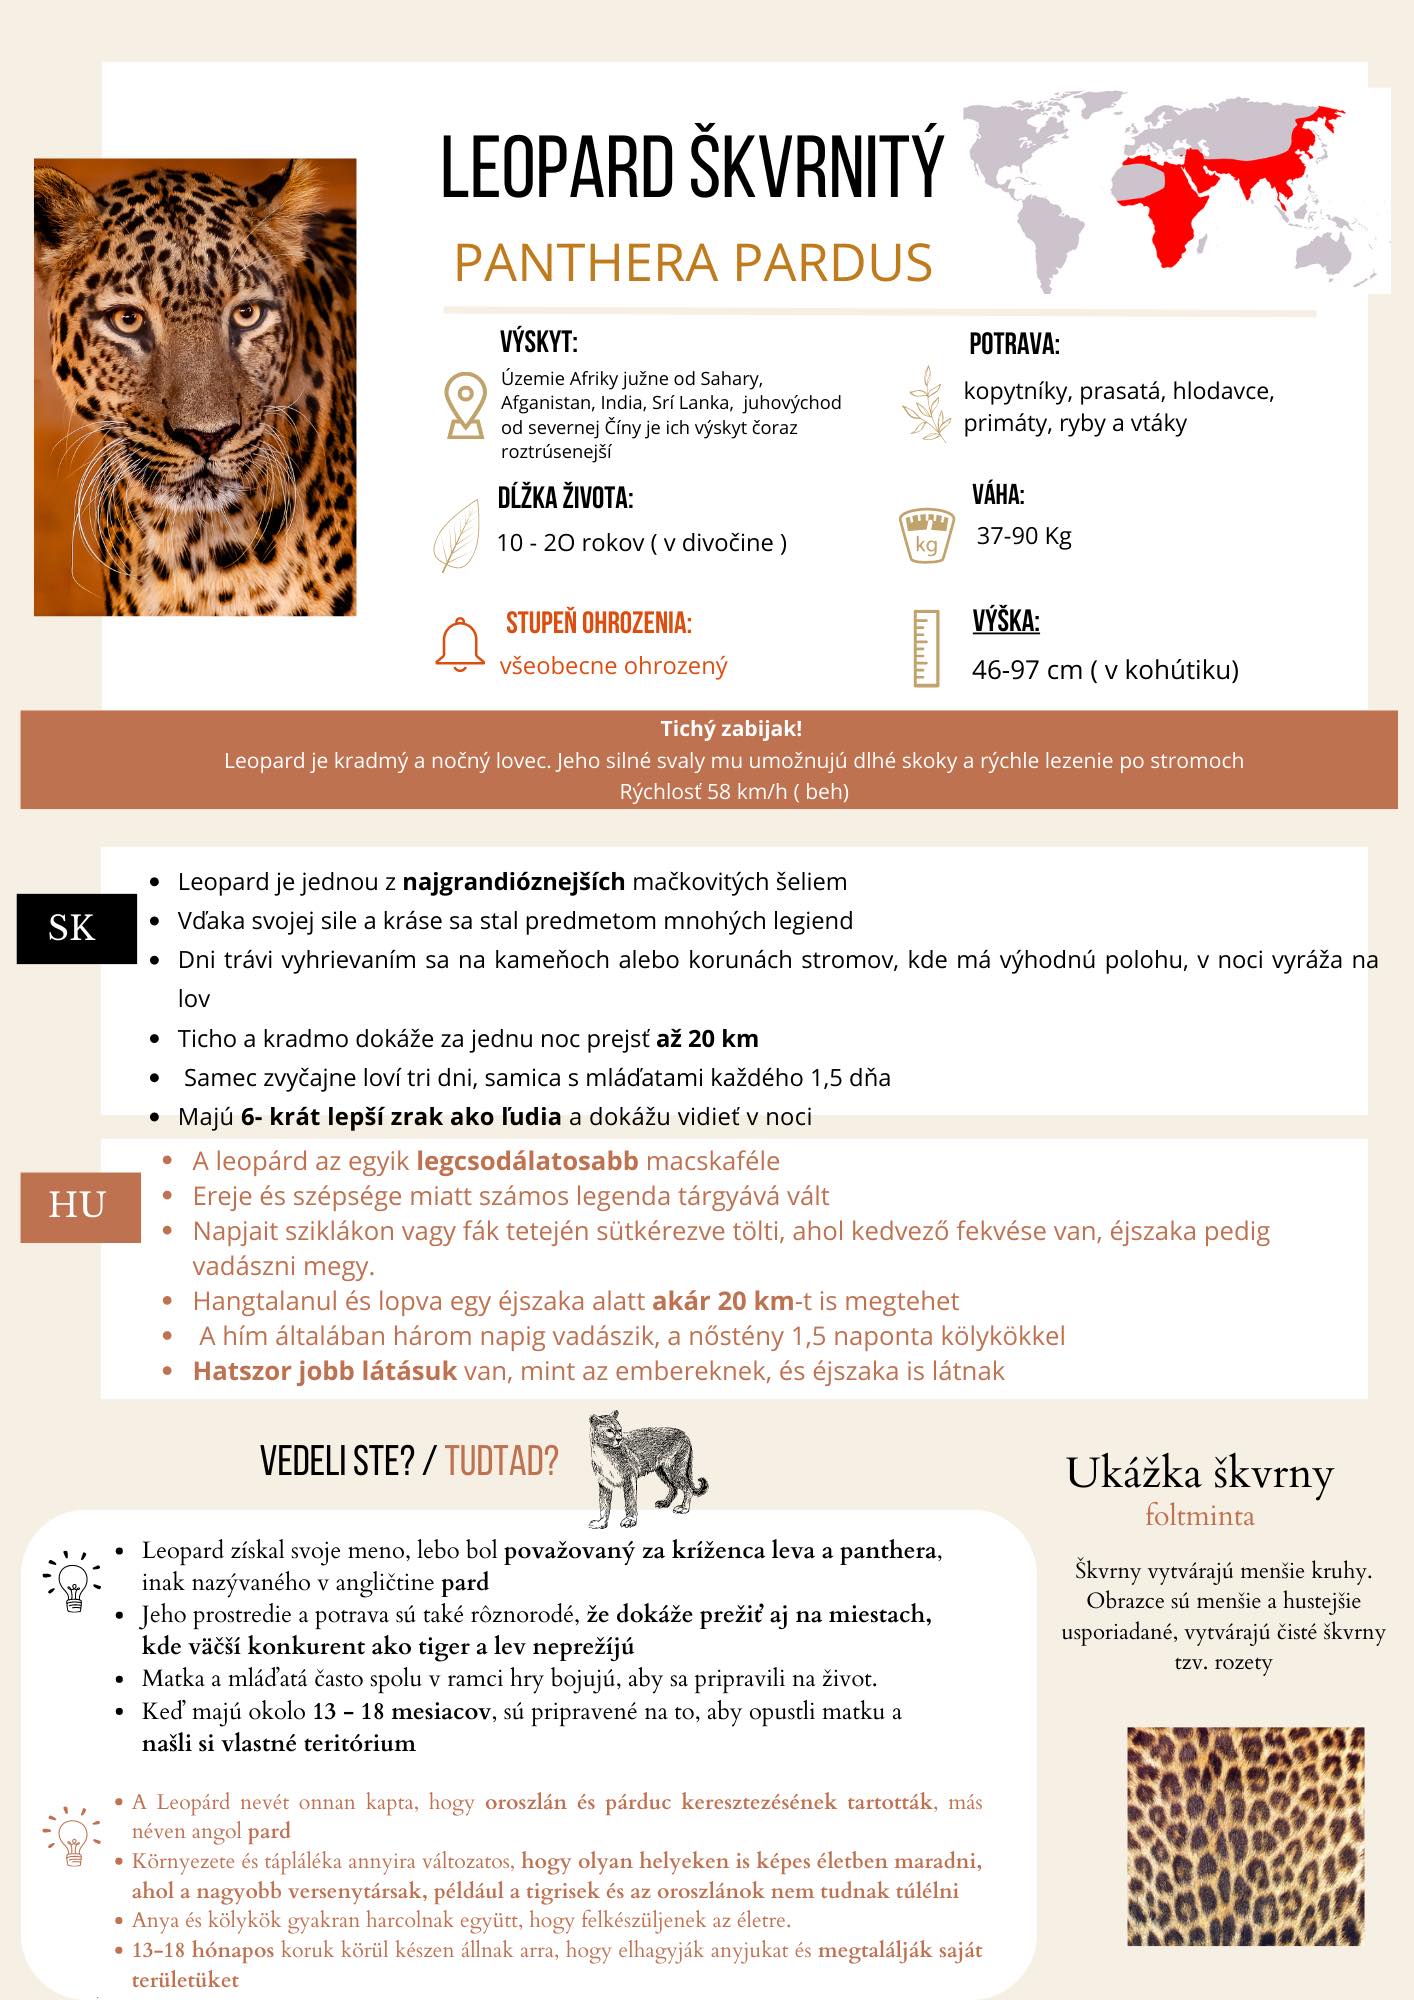 LEOPARD ŠKVRNITÝ
PANTHERA PARDUS
VÝSKYT:
Územie Afriky južne od Sahary,
Afganistan, India, Srí Lanka, juhovýchod
od severnej Číny je ich výskyt čoraz
roztrúsenejší
POTRAVA:
kopytníky, prasatá, hlodavce,
primáty, ryby a vtáky
DĹŽKA ŽIVOTA:
10 - 2O rokov ( v divočine )
VÁHA:
kg
37-90 Kg
STUPEŇ OHROZENIA:
všeobecne ohrozený
VÝŠKA:
46-97 cm ( v kohútiku)
Tichý zabijak!
Leopard je kradmý a nočný lovec. Jeho silné svaly mu umožnujú dlhé skoky a rýchle lezenie po stromoch
Rýchlosť 58 km/h ( beh)
SK
• Leopard je jednou z najgrandióznejších mačkovitých šeliem
• Vďaka svojej sile a kráse sa stal predmetom mnohých legiend
• Dni trávi vyhrievaním sa na kameňoch alebo korunách stromov, kde má výhodnú polohu, v noci vyráža na
lov
• Ticho a kradmo dokáže za jednu noc prejsť až 20 km
• Samec zvyčajne loví tri dni, samica s mláďatami každého 1,5 dňa
• Majú 6- krát lepší zrak ako ľudia a dokážu vidieť v noci
HU
• A leopárd az egyik legcsodálatosabb macskaféle
• Ereje és szépsége miatt számos legenda tárgyává vált
• Napjait sziklákon vagy fák tetején sütkérezve tölti, ahol kedvező fekvése van, éjszaka pedig
vadászni megy.
• Hangtalanul és lopva egy éjszaka alatt akár 20 km-t is megtehet
• A hím általában három napig vadászik, a nőstény 1,5 naponta kölykökkel
• Hatszor jobb látásuk van, mint az embereknek, és éjszaka is látnak
VEDELI STE? / TUDTAD?
• Leopard získal svoje meno, lebo bol považovaný za kríženca leva a panthera,
inak nazývaného v angličtine pard
• Jeho prostredie a potrava sú také rôznorodé, že dokáže prežiť aj na miestach,
kde väčší konkurent ako tiger a lev neprežíjú
• Matka a mláďatá často spolu v ramci hry bojujú, aby sa pripravili na život.
• Keď majú okolo 13 - 18 mesiacov, sú pripravené na to, aby opustli matku a
našli si vlastné teritórium
• A Leopárd nevét onnan kapta, hogy oroszlán és párduc keresztezésének tartották, más
néven angol pard
• Környezete és tápláléka annyira változatos, hogy olyan helyeken is képes életben maradni,
ahol a nagyobb versenytársak, például a tigrisek és az oroszlánok nem tudnak túlélni
• Anya és kölykök gyakran harcolnak együtt, hogy felkészüljenek az életre.
• 13-18 hónapos koruk körül készen állnak arra, hogy elhagyják anyjukat és megtalálják saját
területüket
Ukážka škvrny
foltminta
Škvrny vytvárajú menšie kruhy.
Obrazce sú menšie a hustejšie
usporiadané, vytvárajú čisté škvrny
tzv. rozety